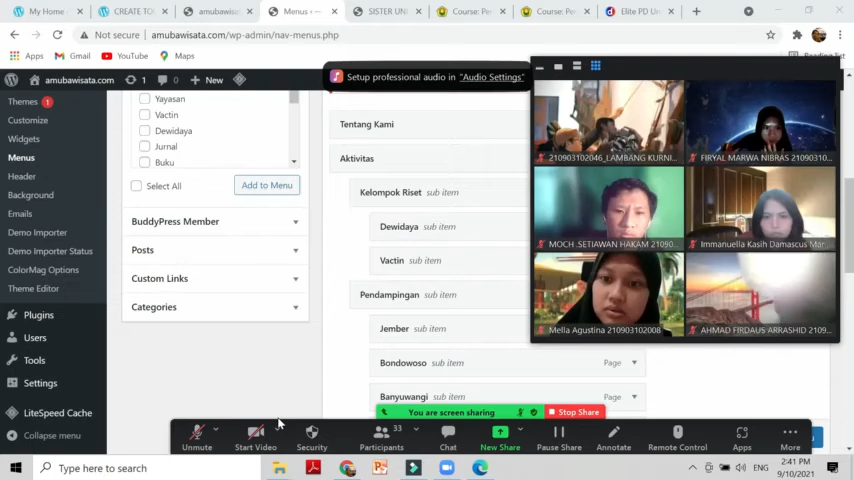 My Home
CREATE TO
amubawisata
Menus ‹
SISTER UN
Course: Pe
Course: Pe
Elite PD U
Not secure
amubawisata.com/wp-admin/nav-menus.php
Apps
Gmail
YouTube
Maps
Reading list
amubawisata.com
1
0
New
Setup professional audio in "Audio Settings"
Themes 1
Customize
Widgets
Menus
Header
Background
Emails
Demo Importer
Demo Importer Status
ColorMag Options
Theme Editor
Plugins
Users
Tools
Settings
LiteSpeed Cache
Collapse menu
Yayasan
Vactin
Dewidaya
Jurnal
Buku
Select All
Add to Menu
BuddyPress Member
Posts
Custom Links
Categories
Tentang Kami
Aktivitas
Kelompok Riset sub item
Dewidaya sub item
Vactin sub item
Pendampingan sub item
Jember sub item
Bondowoso sub item Page
Banyuwangi sub item Page
210903102046_LAMBANG KURNI...
FIRYAL MARWA NIBRAS 2109031...
MOCH .SETIAWAN HAKAM 21090...
Immanuella Kasih Damascus Mor...
Mella Agustina 210903102008
AHMAD FIRDAUS ARRASHID 2109...
You are screen sharing
Stop Share
Unmute
Start Video
Security
Participants
33
Chat
New Share
Pause Share
Annotate
Remote Control
Apps
More
Type here to search
ENG
2:41 PM
9/10/2021